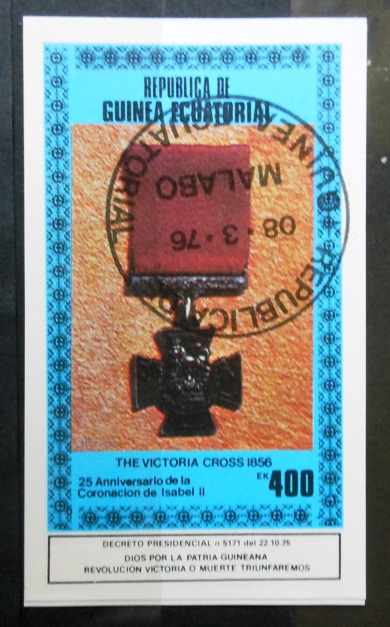 REPUBLICA DE
GUINEA ECUATORIAL
REPUBLICA GUINEA ECUATORIAL
MALABO
08·3·76
THE VICTORIA CROSS 1856
25 Anniversario de la
Coronacion de Isabel II
EK 400
DECRETO PRESIDENCIAL n 5171 del 22.10.75
DIOS POR LA PATRIA GUINEANA
REVOLUCION VICTORIA O MUERTE TRIUNFAREMOS